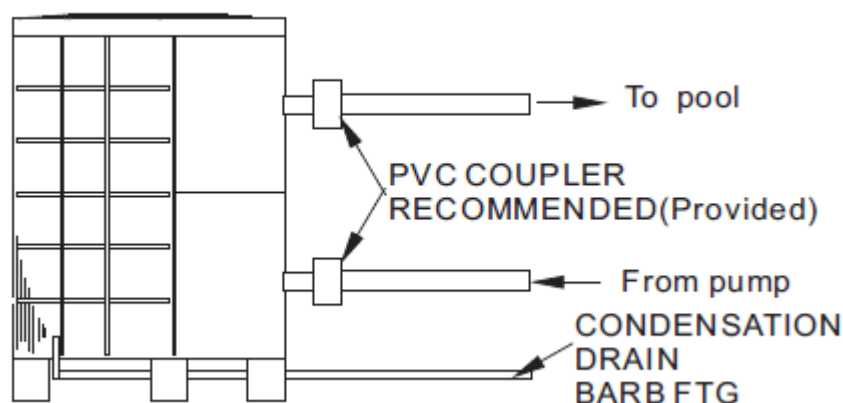 To pool
PVC COUPLER
RECOMMENDED(Provided)
From pump
CONDENSATION
DRAIN
BARB FTG